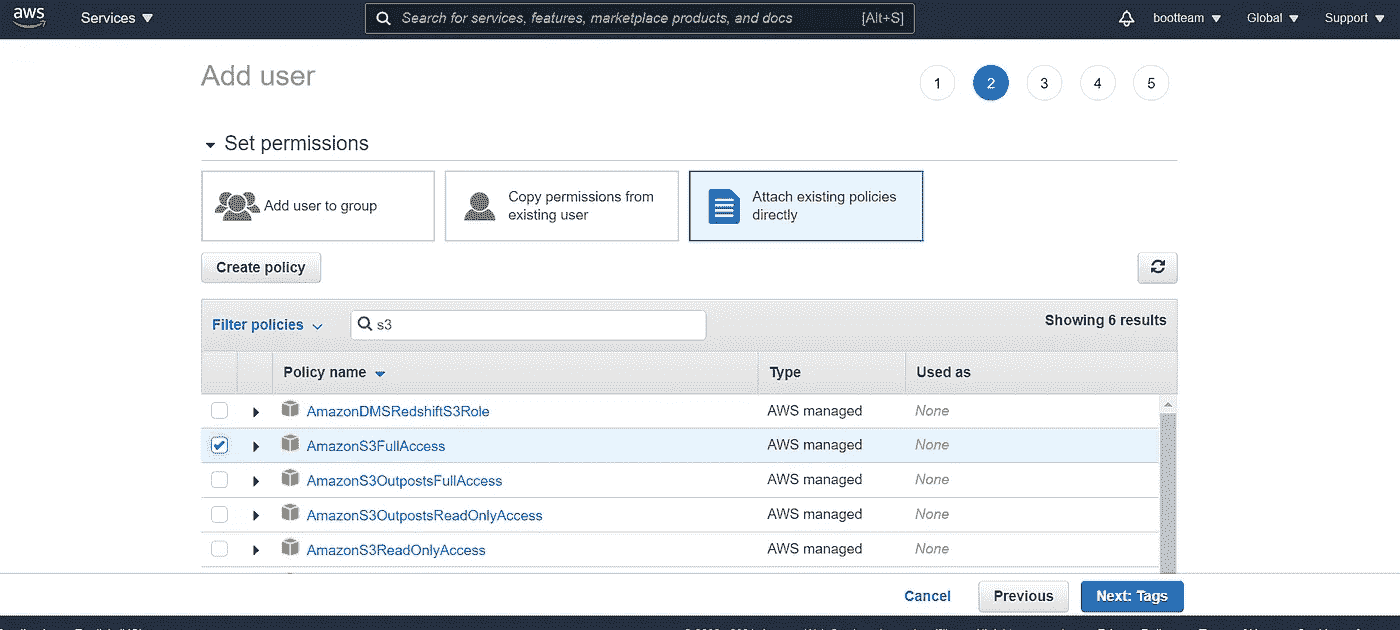 aws
Services
Search for services, features, marketplace products, and docs [Alt+S]
bootteam
Global
Support
Add user
1 2 3 4 5
Set permissions
Add user to group
Copy permissions from
existing user
Attach existing policies
directly
Create policy
Filter policies
s3
Showing 6 results
Policy name Type Used as
AmazonDMSRedshiftS3Role AWS managed None
AmazonS3FullAccess AWS managed None
AmazonS3OutpostsFullAccess AWS managed None
AmazonS3OutpostsReadOnlyAccess AWS managed None
AmazonS3ReadOnlyAccess AWS managed None
Cancel Previous Next: Tags